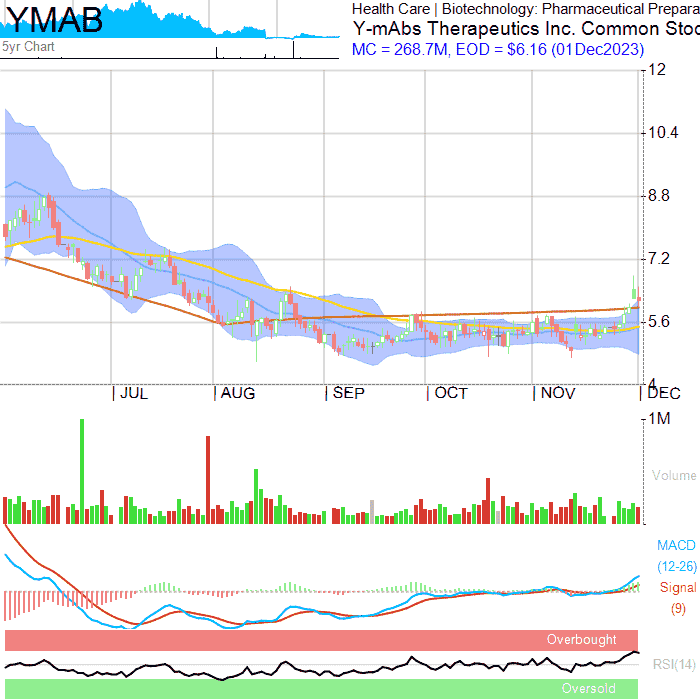 YMAB
5yr Chart
Health Care | Biotechnology: Pharmaceutical Prepara
Y-mAbs Therapeutics Inc. Common Stoc
MC = 268.7M, EOD = $6.16 (01Dec2023)
12
10.4
8.8
7.2
5.6
4
JUL
AUG
SEP
OCT
NOV
DEC
1M
Volume
MACD
(12-26)
Signal
(9)
Overbought
RSI(14)
Oversold